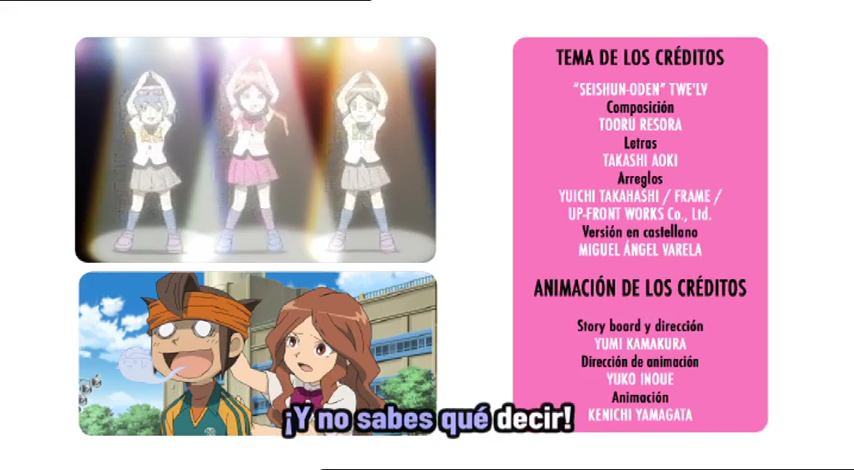 TEMA DE LOS CRÉDITOS
“SEISHUN-ODEN” TWE'LY
Composición
TOORU RESORA
Letras
TAKASHI AOKI
Arreglos
YUICHI TAKAHASHI / FRAME /
UP-FRONT WORKS Co., Ltd.
Versión en castellano
MIGUEL ÁNGEL VARELA
ANIMACIÓN DE LOS CRÉDITOS
Story board y dirección
YUMI KAMAKURA
Dirección de animación
YUKO INOUE
Animación
KENICHI YAMAGATA
¡Y no sabes qué decir!